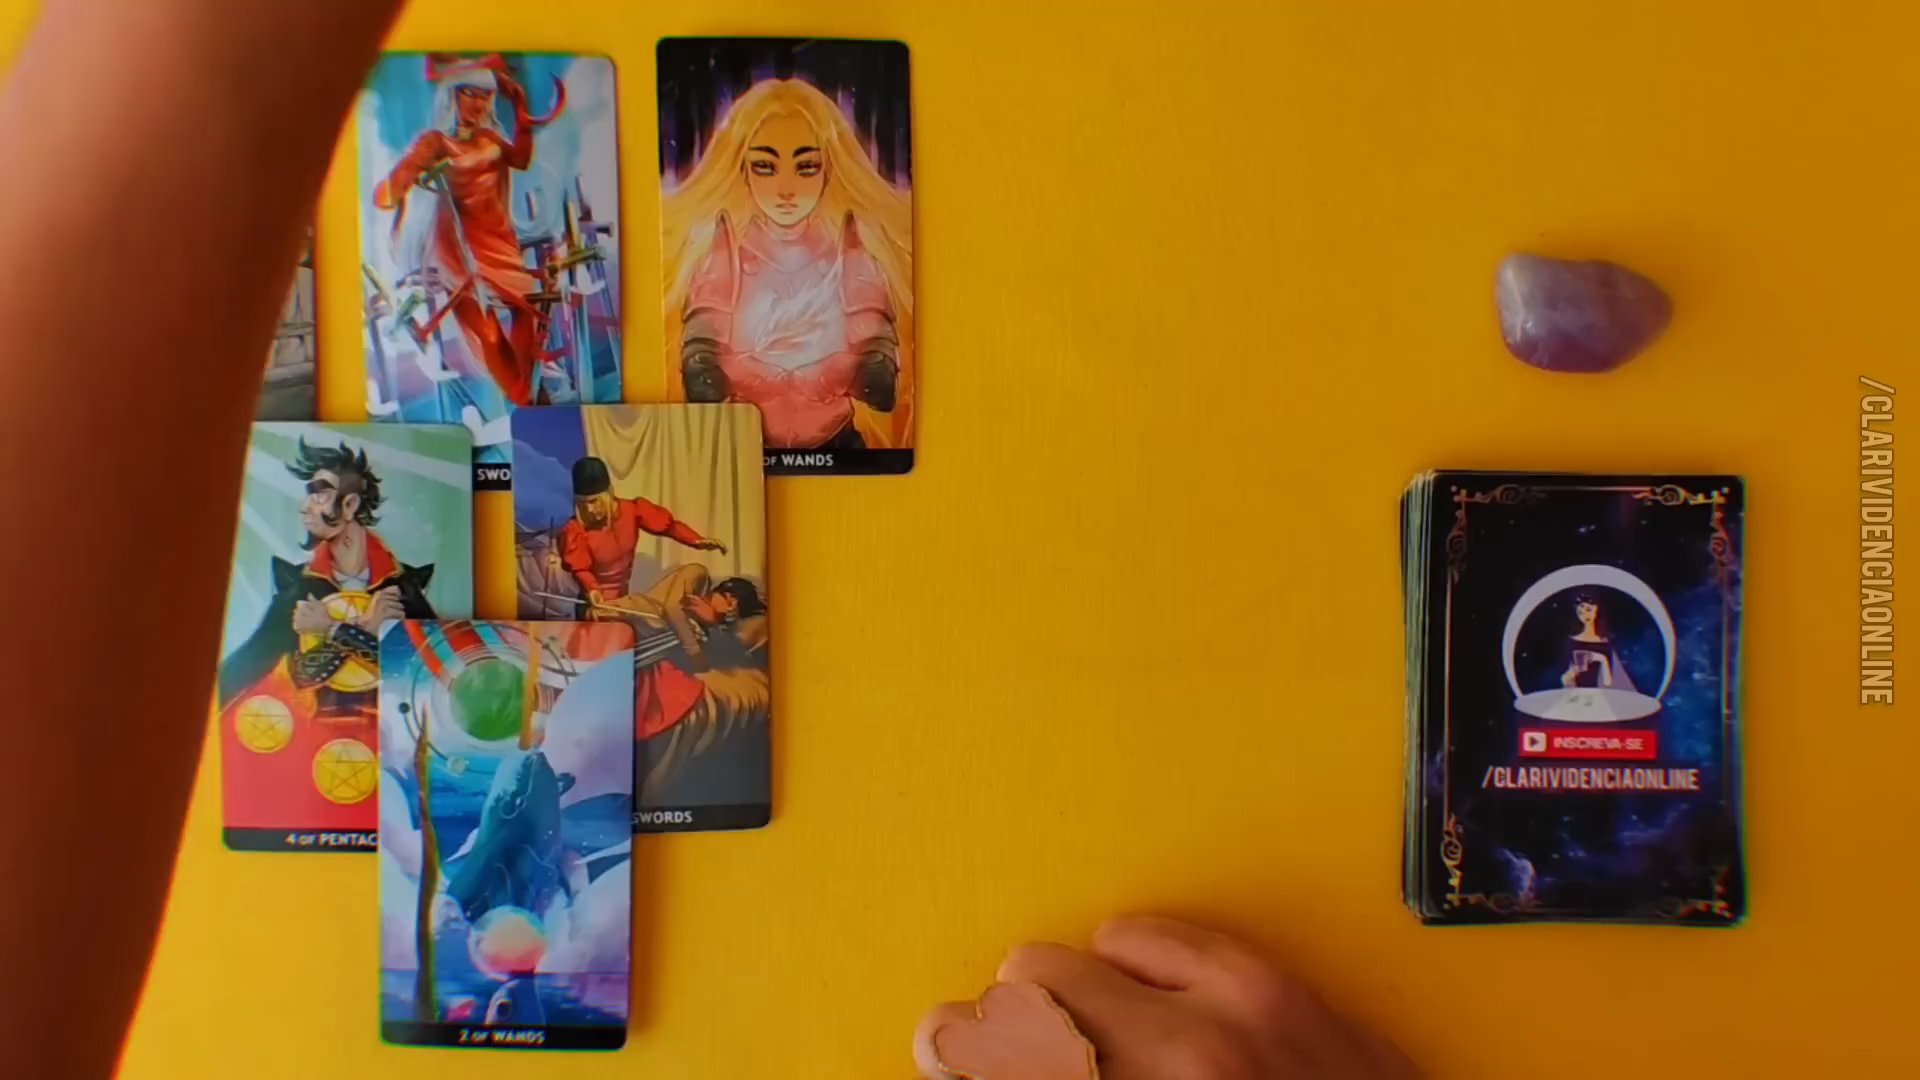 SWO
OF WANDS
SWORDS
4 OF PENTAC
2 OF WANDS
INSCREVA-SE
/CLARIVIDENCIAONLINE
/CLARIVIDENCIAONLINE